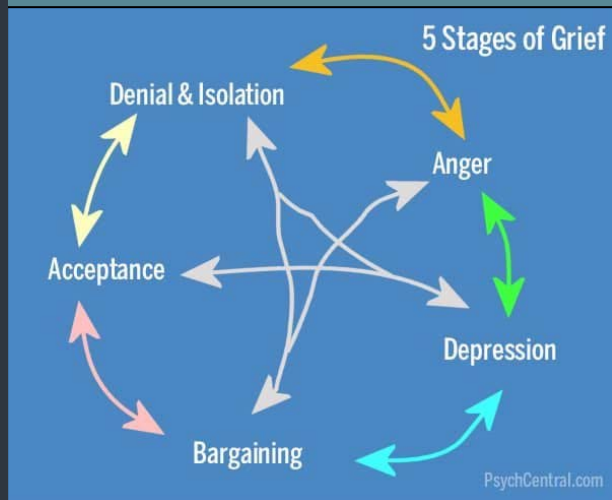 5 Stages of Grief
Denial & Isolation
Anger
Acceptance
Depression
Bargaining
PsychCentral.com